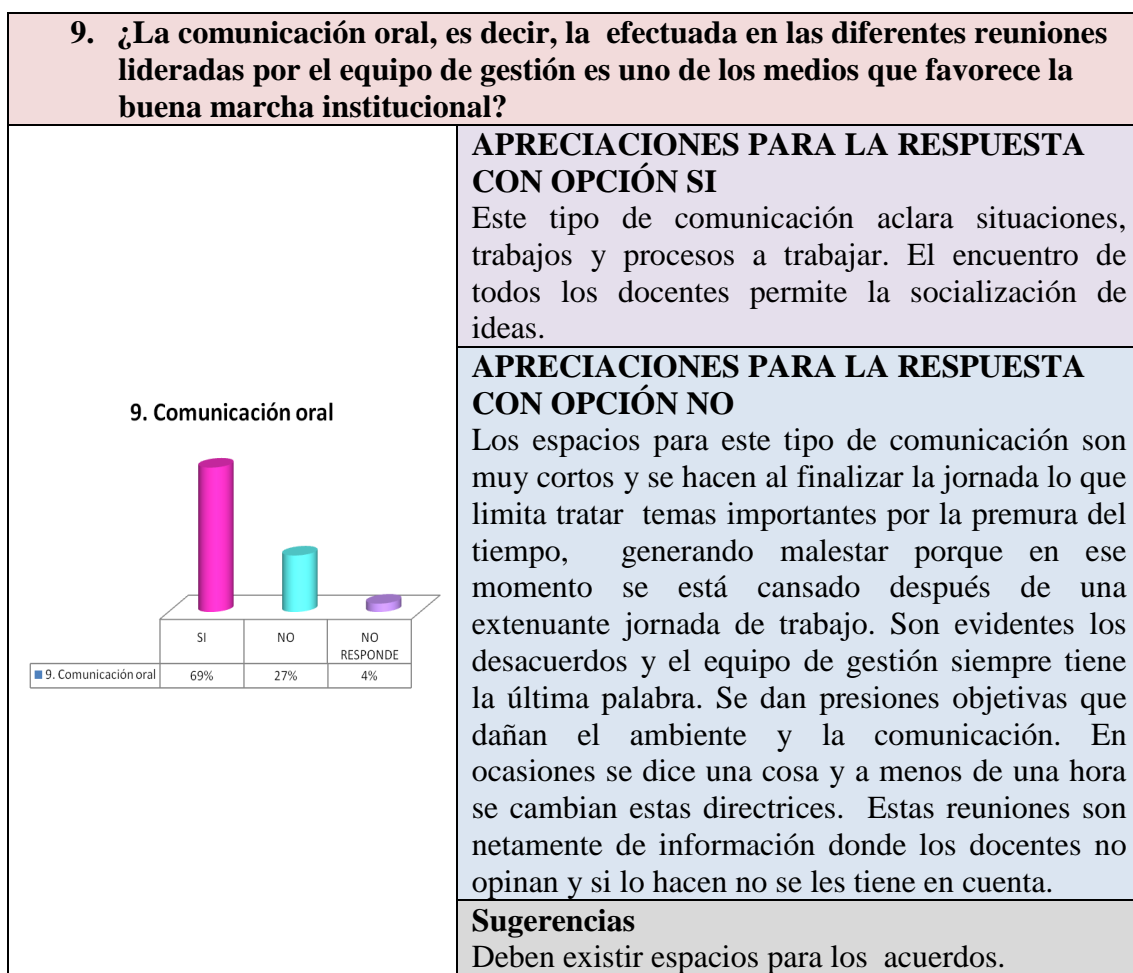 9. ¿La comunicación oral, es decir, la efectuada en las diferentes reuniones
lideradas por el equipo de gestión es uno de los medios que favorece la
buena marcha institucional?
9. Comunicación oral
SI NO NO
RESPONDE
9. Comunicación oral 69% 27% 4%
APRECIACIONES PARA LA RESPUESTA
CON OPCIÓN SI
Este tipo de comunicación aclara situaciones,
trabajos y procesos a trabajar. El encuentro de
todos los docentes permite la socialización de
ideas.
APRECIACIONES PARA LA RESPUESTA
CON OPCIÓN NO
Los espacios para este tipo de comunicación son
muy cortos y se hacen al finalizar la jornada lo que
limita tratar temas importantes por la premura del
tiempo, generando malestar porque en ese
momento se está cansado después de una
extenuante jornada de trabajo. Son evidentes los
desacuerdos y el equipo de gestión siempre tiene
la última palabra. Se dan presiones objetivas que
dañan el ambiente y la comunicación. En
ocasiones se dice una cosa y a menos de una hora
se cambian estas directrices. Estas reuniones son
netamente de información donde los docentes no
opinan y si lo hacen no se les tiene en cuenta.
Sugerencias
Deben existir espacios para los acuerdos.